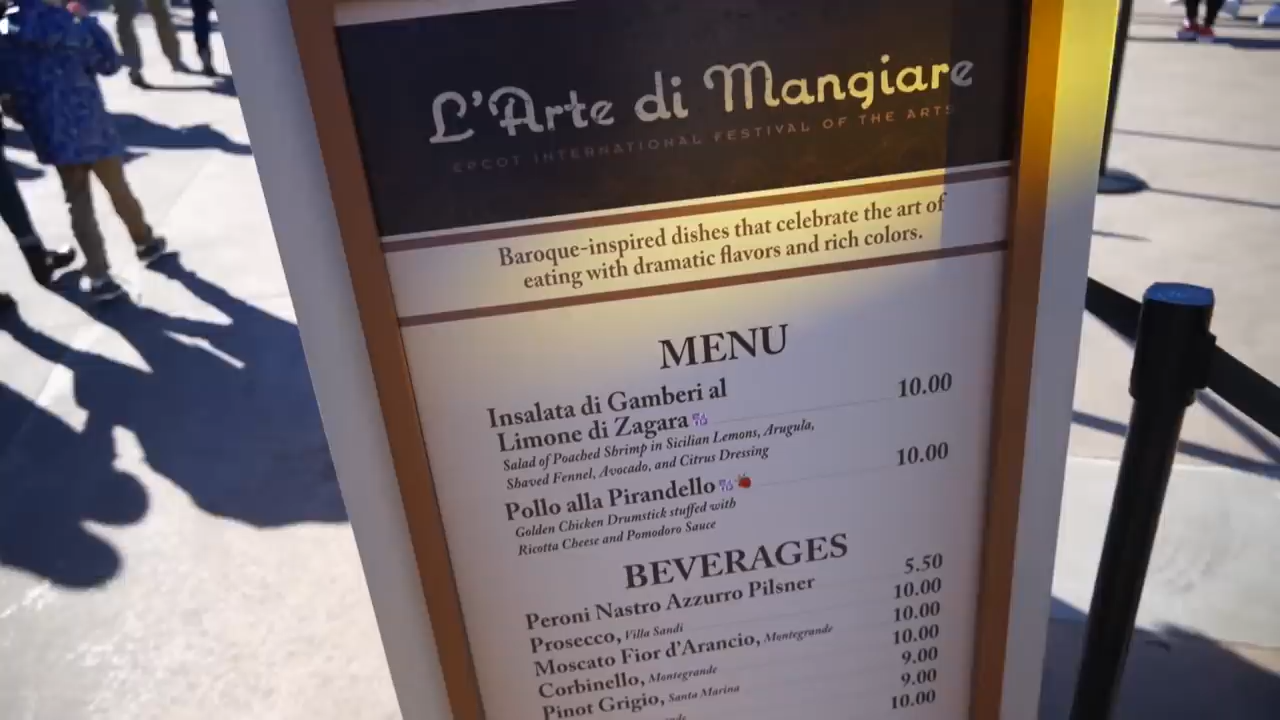 L'Arte di Mangiare
EPCOT INTERNATIONAL FESTIVAL OF THE ARTS
Baroque-inspired dishes that celebrate the art of
eating with dramatic flavors and rich colors.
MENU
Insalata di Gamberi al
Limone di Zagara 10.00
Salad of Poached Shrimp in Sicilian Lemons, Arugula,
Shaved Fennel, Avocado, and Citrus Dressing
Pollo alla Pirandello 10.00
Golden Chicken Drumstick stuffed with
Ricotta Cheese and Pomodoro Sauce
BEVERAGES
Peroni Nastro Azzurro Pilsner 5.50
Prosecco, Villa Sandi 10.00
Moscato Fior d'Arancio, Montegrande 10.00
Corbinello, Montegrande 10.00
Pinot Grigio, Santa Marina 9.00
9.00
10.00